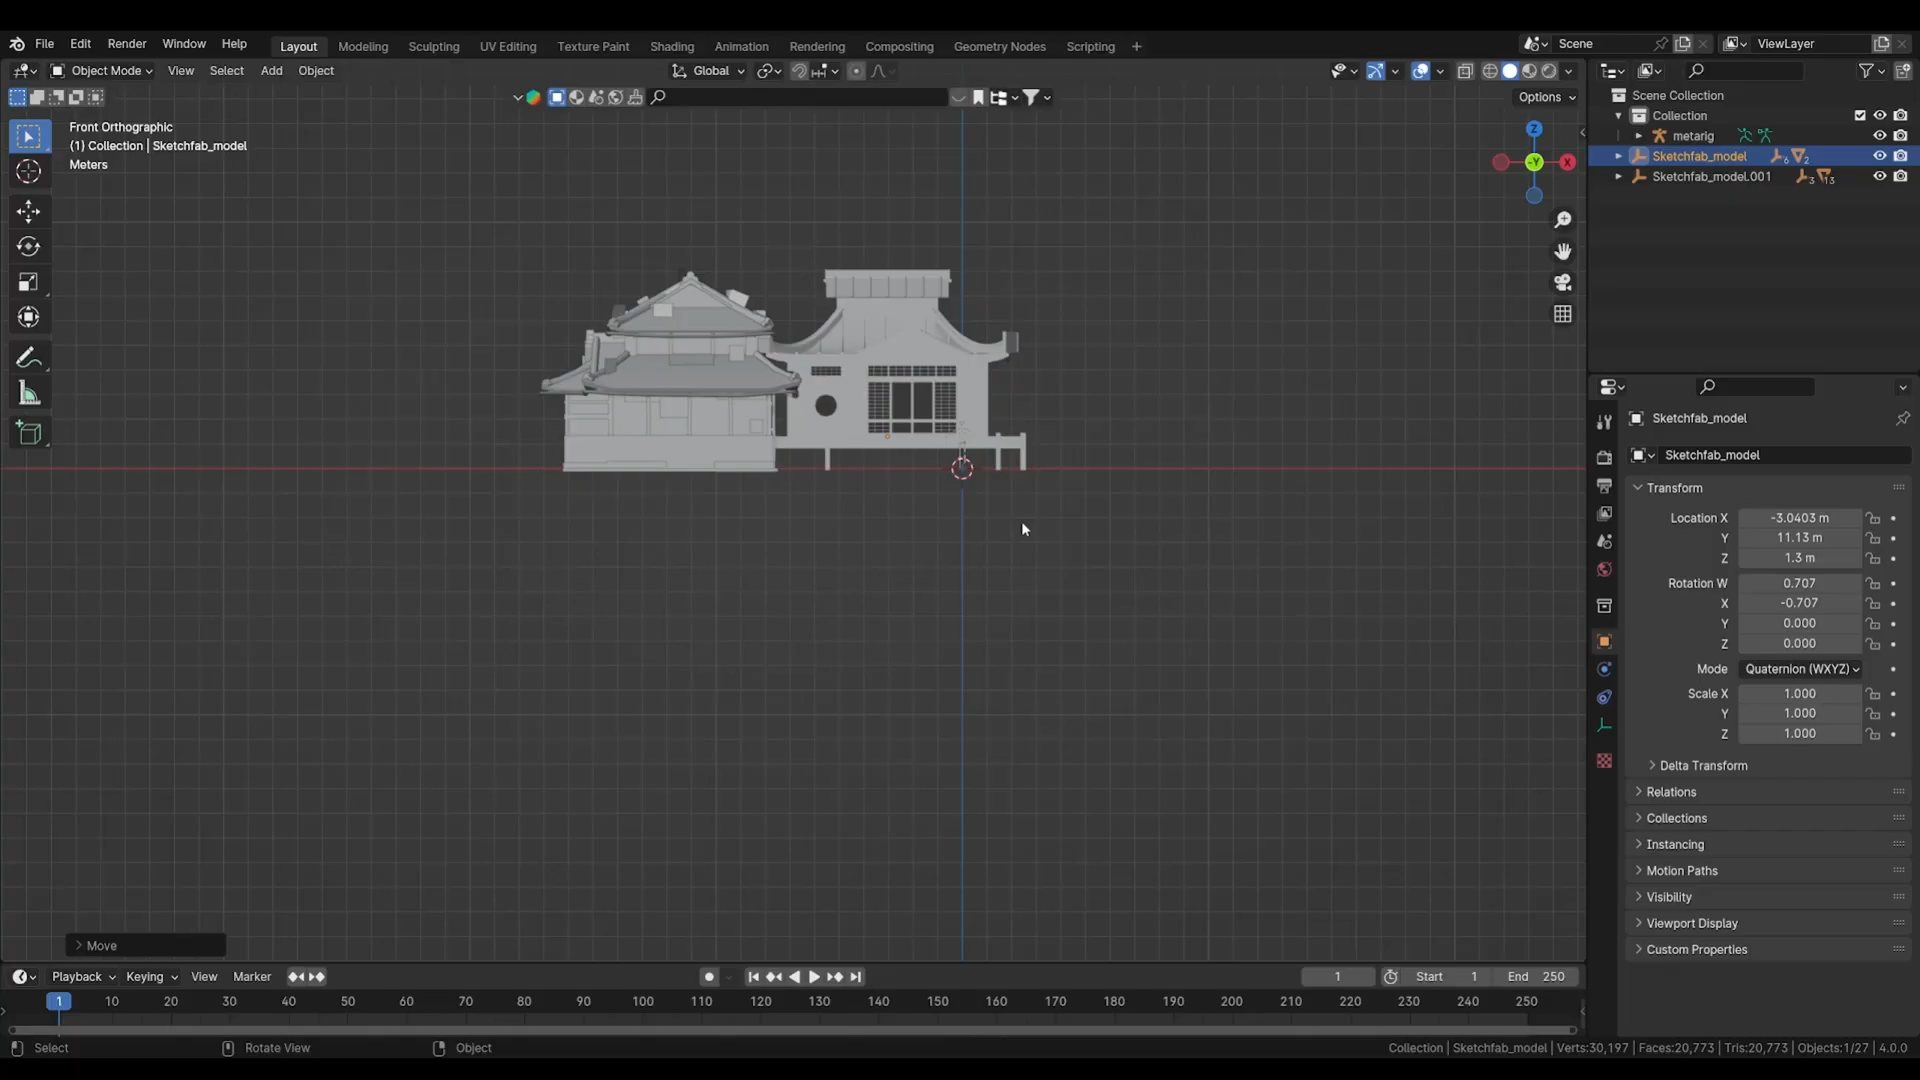 File Edit Render Window Help Layout Modeling Sculpting UV Editing Texture Paint Shading Animation Rendering Compositing Geometry Nodes Scripting + Scene ViewLayer
Object Mode View Select Add Object Global
Options
Front Orthographic
(1) Collection | Sketchfab_model
Meters
Z
-Y
X
Scene Collection
Collection
metarig
Sketchfab_model 6 2
Sketchfab_model.001 3 13
Sketchfab_model
Sketchfab_model
Transform
Location X -3.0403 m
Y 11.13 m
Z 1.3 m
Rotation W 0.707
X -0.707
Y 0.000
Z 0.000
Mode Quaternion (WXYZ)
Scale X 1.000
Y 1.000
Z 1.000
Delta Transform
Relations
Collections
Instancing
Motion Paths
Visibility
Viewport Display
Custom Properties
Move
Playback Keying View Marker 1 Start 1 End 250
1 10 20 30 40 50 60 70 80 90 100 110 120 130 140 150 160 170 180 190 200 210 220 230 240 250
Select Rotate View Object Collection | Sketchfab_model | Verts:30,197 | Faces:20,773 | Tris:20,773 | Objects:1/27 | 4.0.0